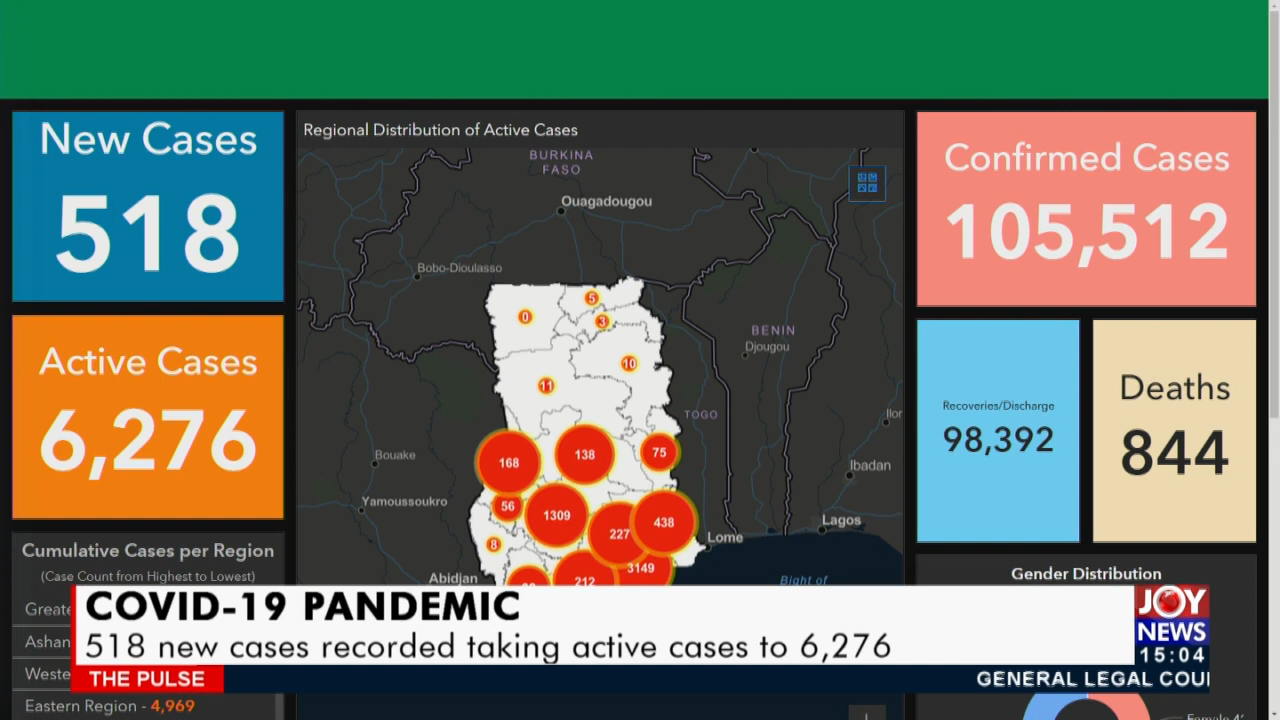 New Cases
518
Active Cases
6,276
Cumulative Cases per Region
(Case Count from Highest to Lowest)
Eastern Region - 4,969
Regional Distribution of Active Cases
BURKINA
FASO
Ouagadougou
Bobo-Dioulasso
0
5
3
10
11
BENIN
Djougou
TOGO
168
138
75
Bouake
Ibadan
56
1309
227
438
Yamoussoukro
Lagos
Lome
8
3149
212
Abidjan
Bight of
Confirmed Cases
105,512
Recoveries/Discharge
98,392
Deaths
844
Gender Distribution
COVID-19 PANDEMIC
518 new cases recorded taking active cases to 6,276
JOY
NEWS
15:04
THE PULSE
GENERAL LEGAL